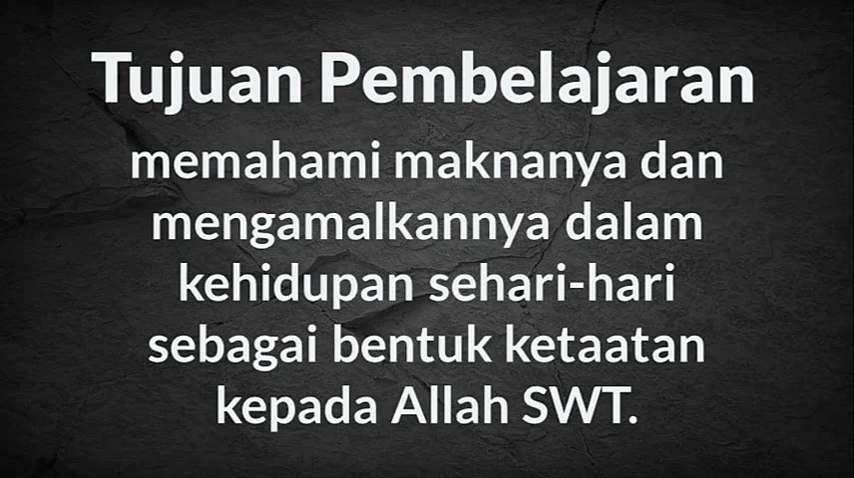 Tujuan Pembelajaran
memahami maknanya dan
mengamalkannya dalam
kehidupan sehari-hari
sebagai bentuk ketaatan
kepada Allah SWT.